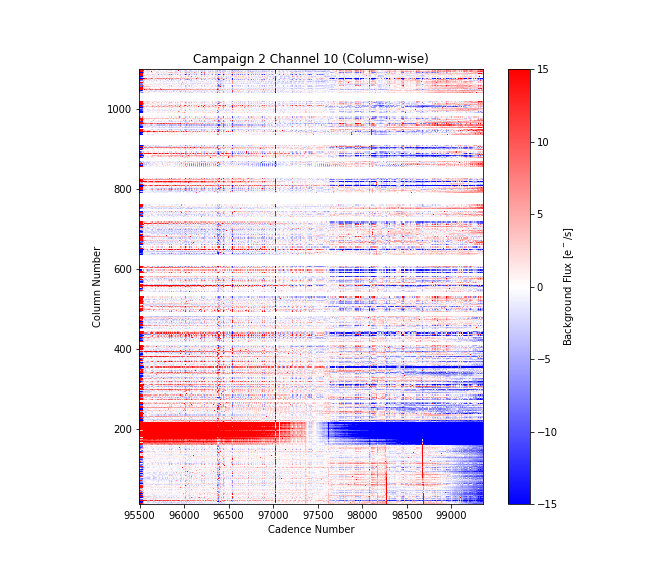 Campaign 2 Channel 10 (Column-wise)
1000
800
600
400
200
Column Number
95500 96000 96500 97000 97500 98000 98500 99000
Cadence Number
15
10
5
0
−5
−10
−15
Background Flux [e⁻/s]